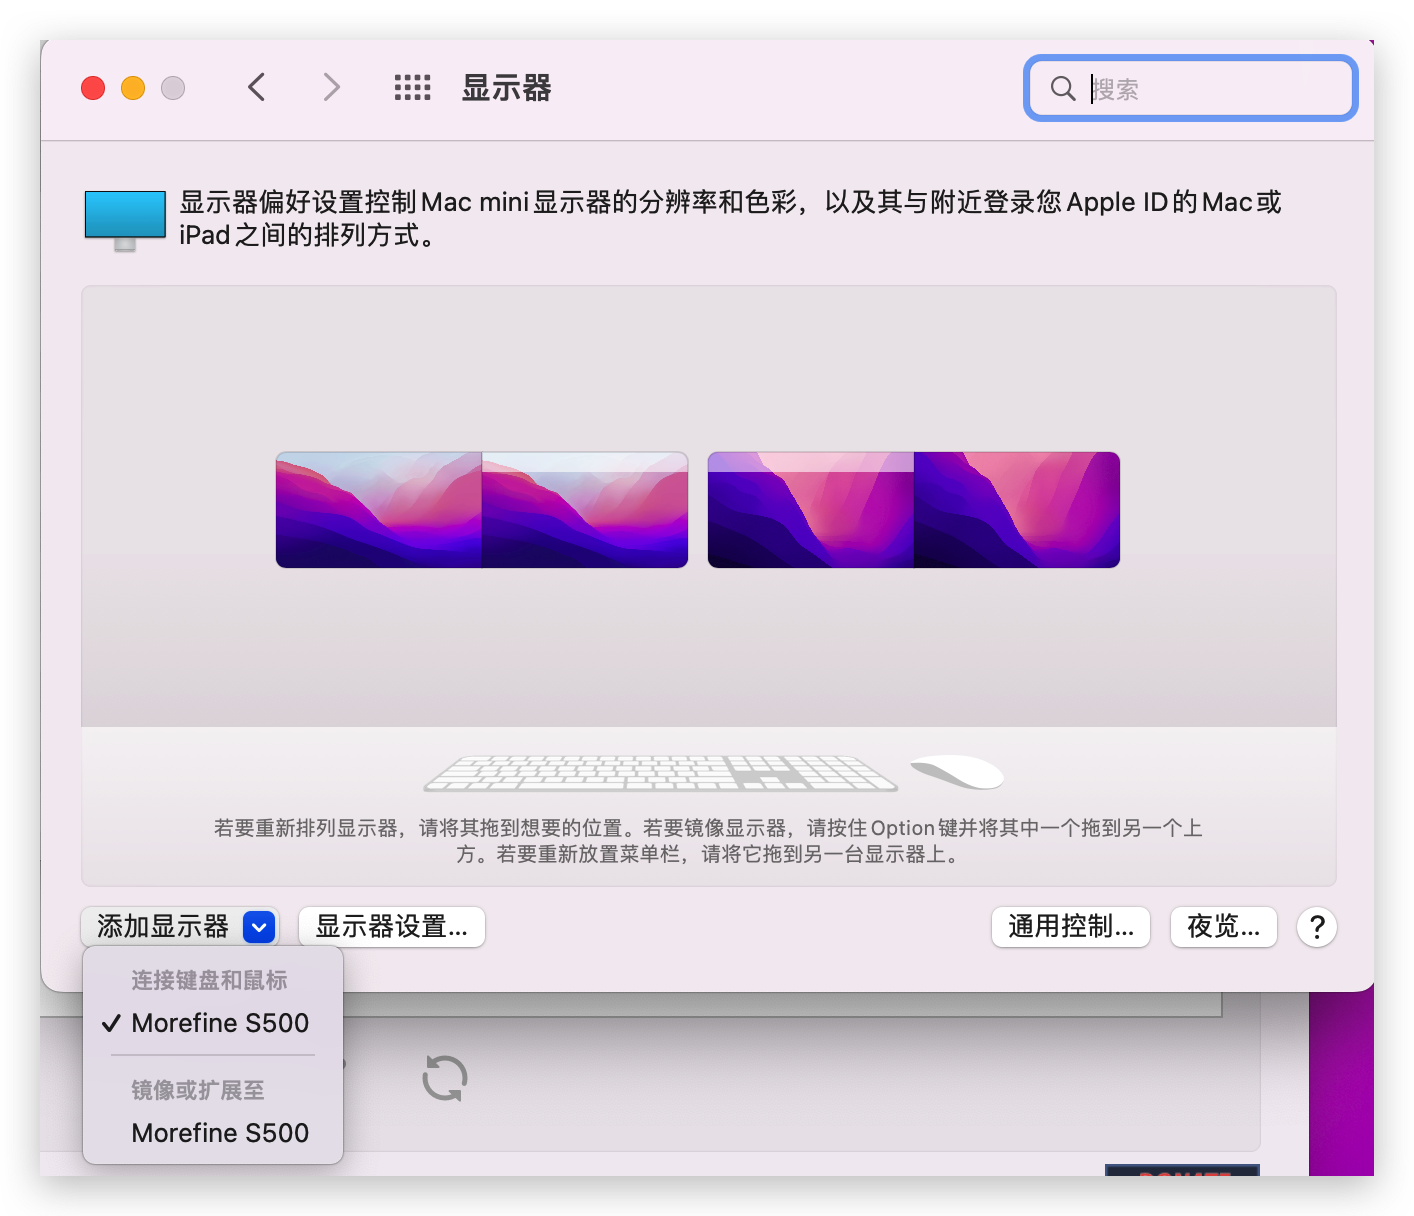 显示器
搜索
显示器偏好设置控制Mac mini显示器的分辨率和色彩，以及其与附近登录您Apple ID的Mac或
iPad之间的排列方式。
若要重新排列显示器，请将其拖到想要的位置。若要镜像显示器，请按住Option键并将其中一个拖到另一个上
方。若要重新放置菜单栏，请将它拖到另一台显示器上。
添加显示器
显示器设置...
通用控制...
夜览...
?
连接键盘和鼠标
✓ Morefine S500
镜像或扩展至
Morefine S500